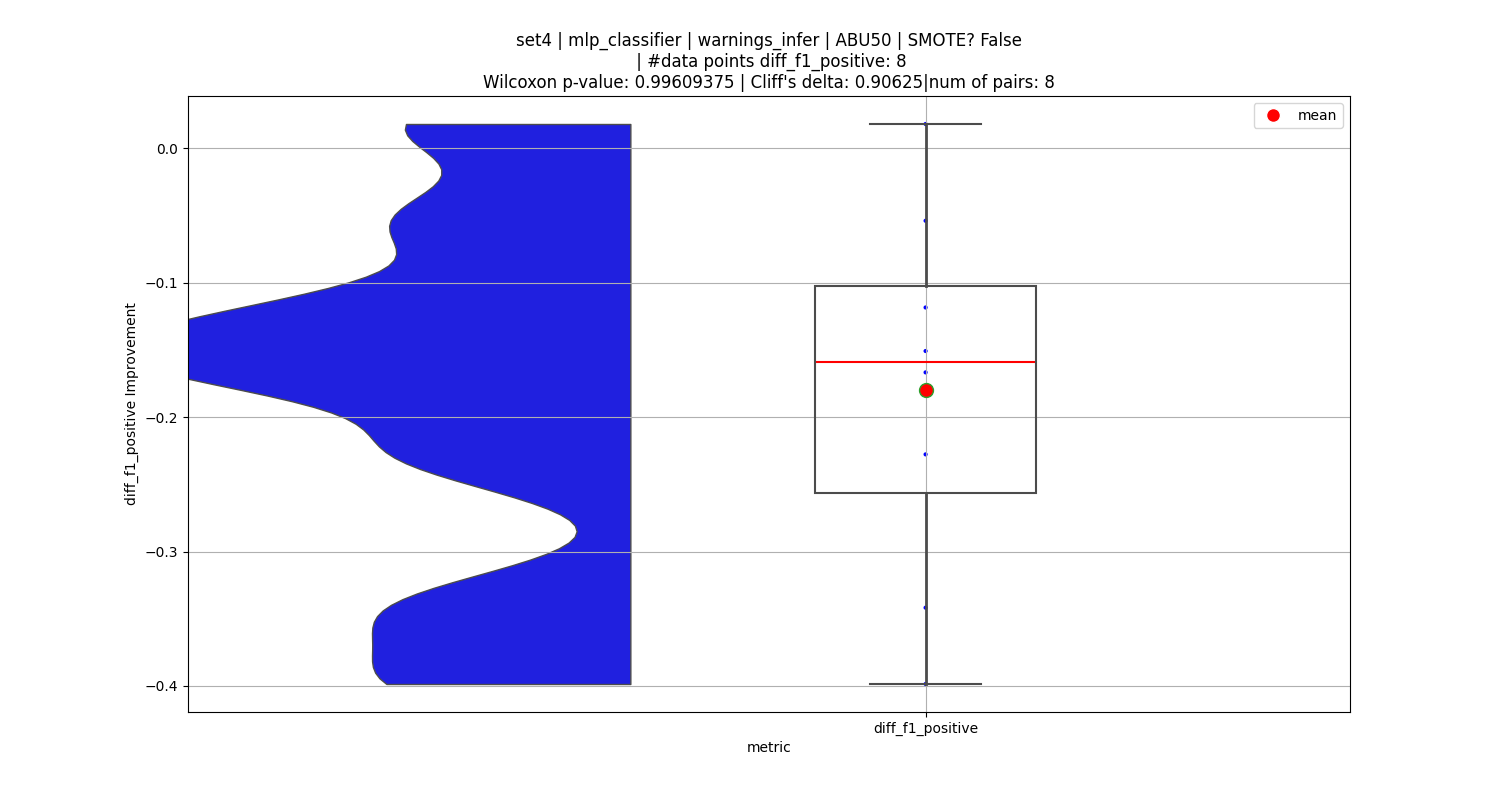 set4 | mlp_classifier | warnings_infer | ABU50 | SMOTE? False
| #data points diff_f1_positive: 8
Wilcoxon p-value: 0.99609375 | Cliff's delta: 0.90625|num of pairs: 8
mean
0.0
−0.1
−0.2
−0.3
−0.4
diff_f1_positive Improvement
diff_f1_positive
metric